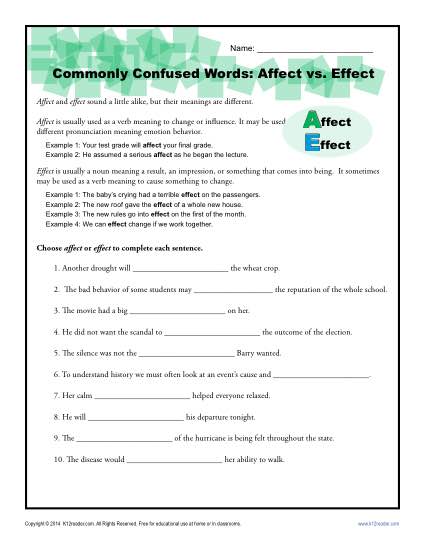 Name: ___________________________
Commonly Confused Words: Affect vs. Effect
Affect and effect sound a little alike, but their meanings are different.
Affect is usually used as a verb meaning to change or influence. It may be used
different pronunciation meaning emotion behavior.
Affect
Effect
Example 1: Your test grade will affect your final grade.
Example 2: He assumed a serious affect as he began the lecture.
Effect is usually a noun meaning a result, an impression, or something that comes into being. It sometimes
may be used as a verb meaning to cause something to change.
Example 1: The baby's crying had a terrible effect on the passengers.
Example 2: The new roof gave the effect of a whole new house.
Example 3: The new rules go into effect on the first of the month.
Example 4: We can effect change if we work together.
Choose affect or effect to complete each sentence.
1. Another drought will ______________________ the wheat crop.
2. The bad behavior of some students may __________________ the reputation of the whole school.
3. The movie had a big ______________________ on her.
4. He did not want the scandal to ______________________ the outcome of the election.
5. The silence was not the ______________________ Barry wanted.
6. To understand history we must often look at an event's cause and ______________________.
7. Her calm ______________________ helped everyone relaxed.
8. He will ______________________ his departure tonight.
9. The ______________________ of the hurricane is being felt throughout the state.
10. The disease would ______________________ her ability to walk.
Copyright © 2014 K12reader.com. All Rights Reserved. Free for educational use at home or in classrooms.
www.k12reader.com